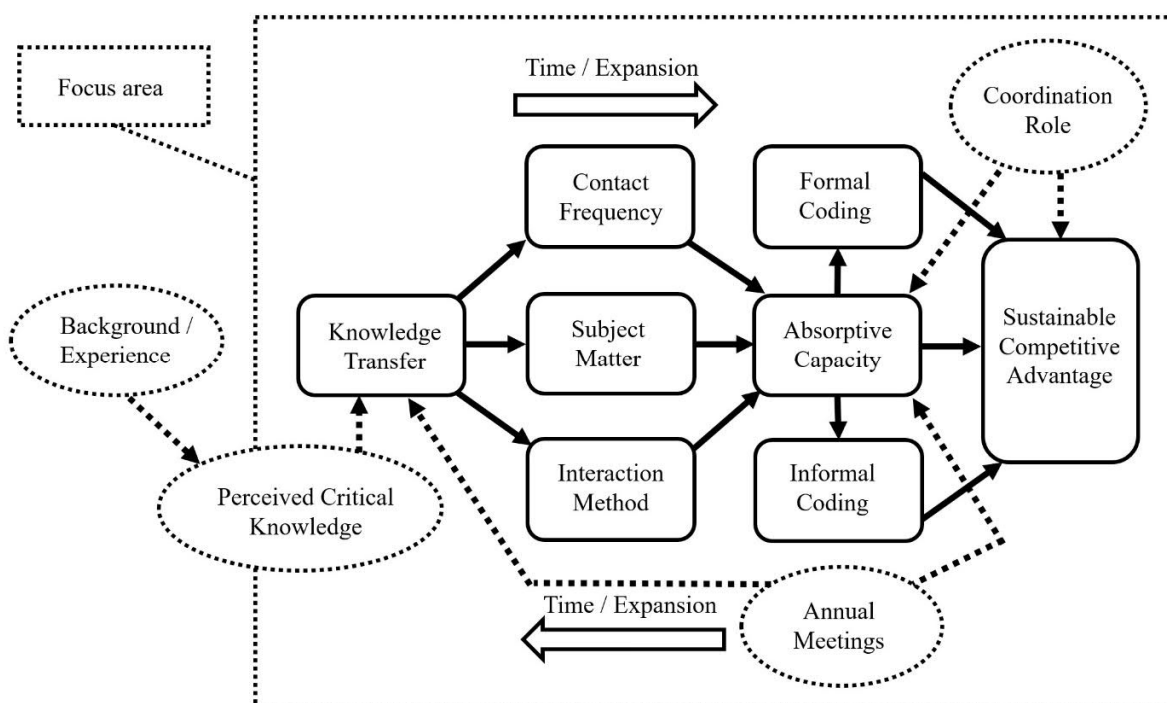 Focus area
Time / Expansion
Coordination
Role
Contact
Frequency
Formal
Coding
Background /
Experience
Knowledge
Transfer
Subject
Matter
Absorptive
Capacity
Sustainable
Competitive
Advantage
Perceived Critical
Knowledge
Interaction
Method
Informal
Coding
Time / Expansion
Annual
Meetings